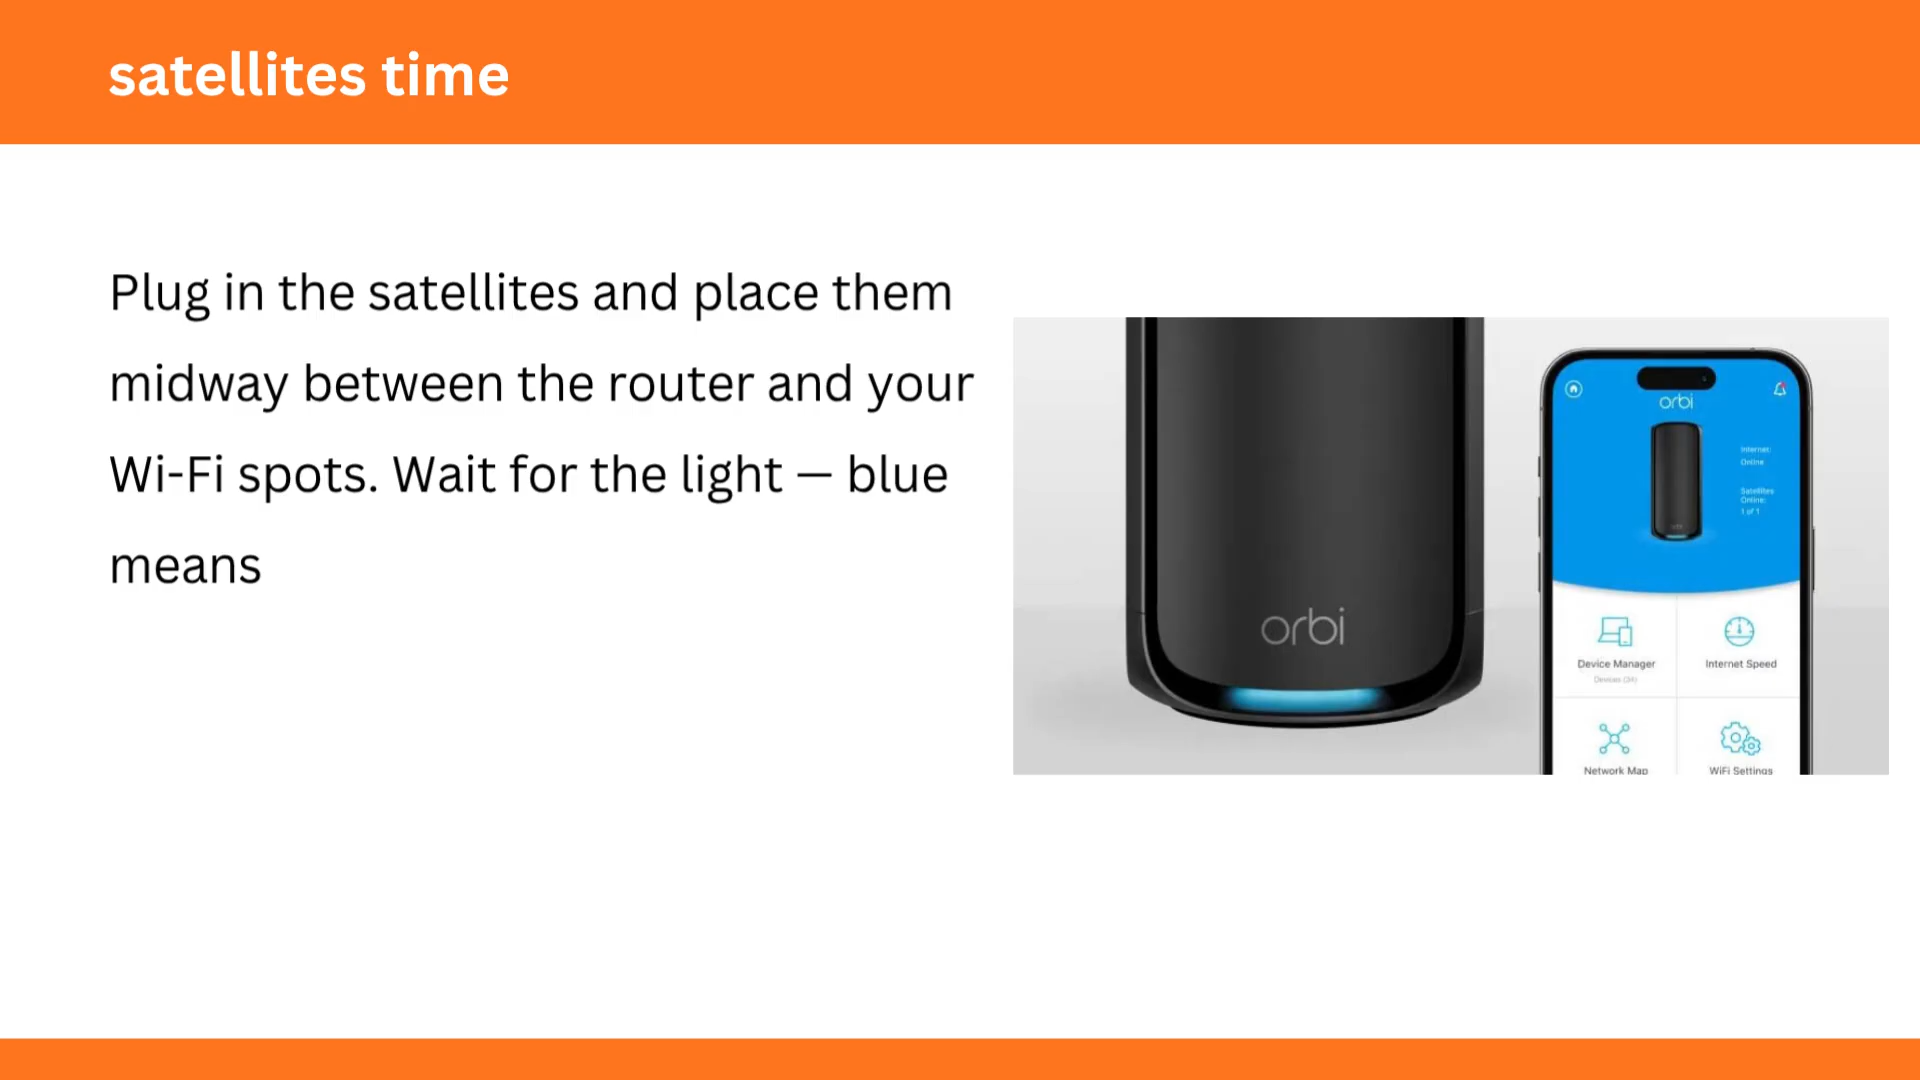 satellites time
Plug in the satellites and place them
midway between the router and your
Wi-Fi spots. Wait for the light — blue
means
orbi
orbi
Internet:
Online
Satellites
Online:
1 of 1
Device Manager
Devices (34)
Internet Speed
Network Map
WiFi Settings